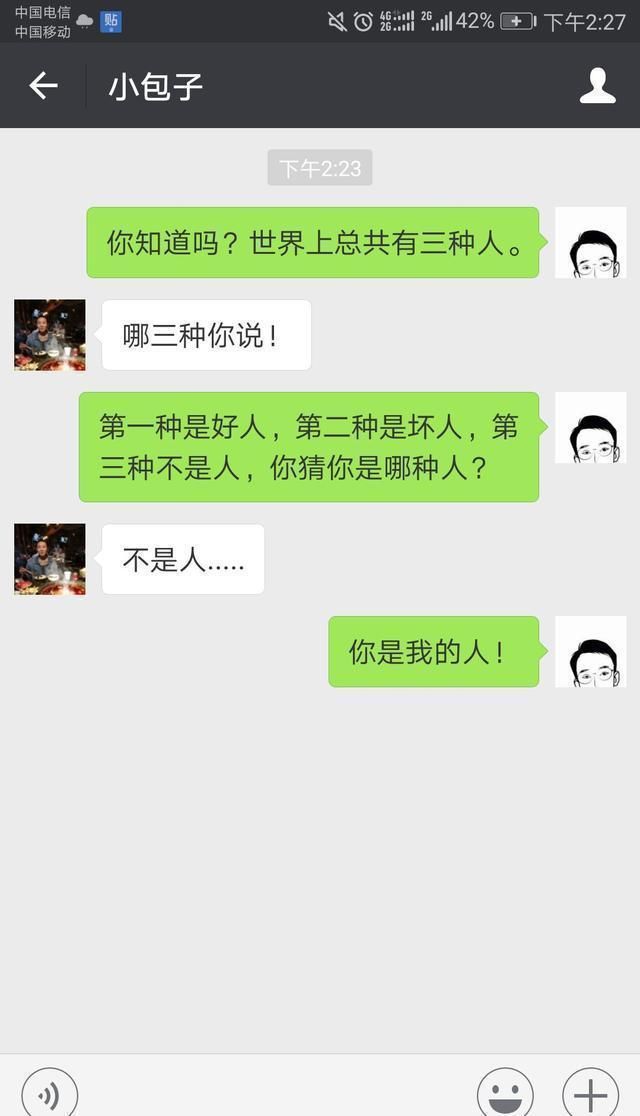 中国电信
中国移动
贴
4G
2G
2G
42%
下午2:27
小包子
下午2:23
你知道吗？世界上总共有三种人。
哪三种你说！
第一种是好人，第二种是坏人，第
三种不是人，你猜你是哪种人？
不是人.....
你是我的人！